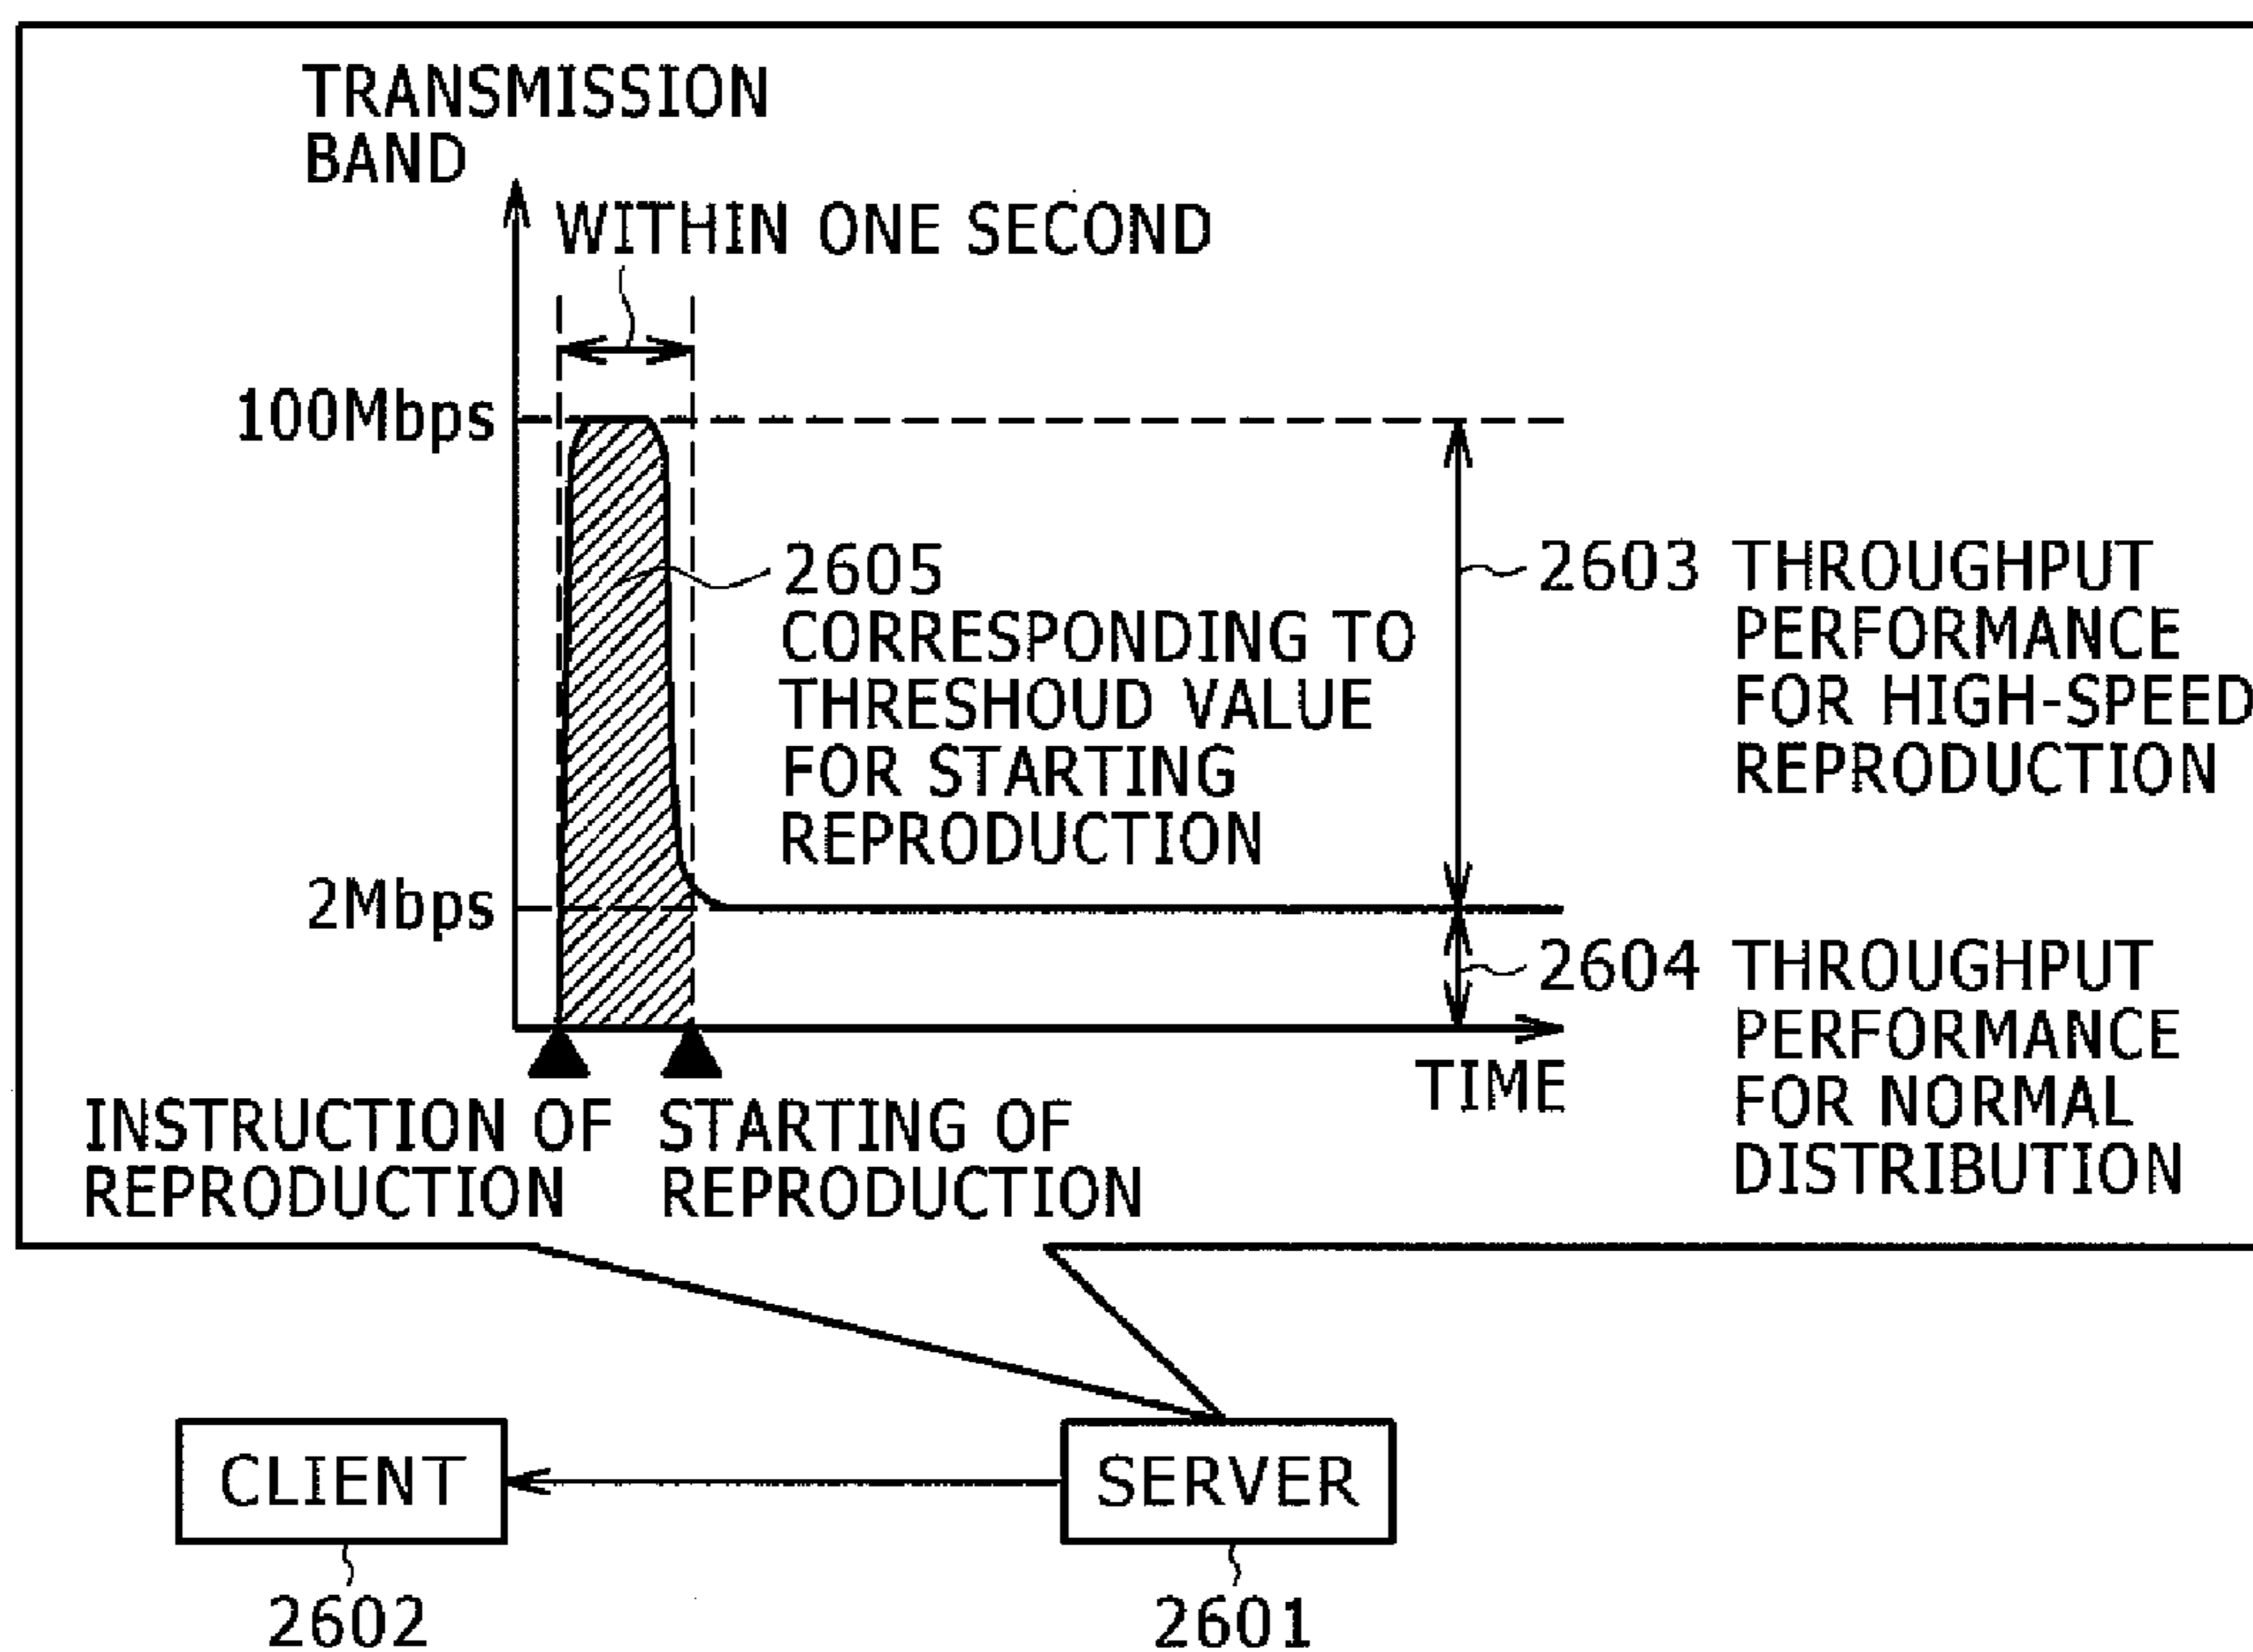 TRANSMISSION
BAND
WITHIN ONE SECOND
100Mbps
2605
CORRESPONDING TO
THRESHOUD VALUE
FOR STARTING
REPRODUCTION
2603 THROUGHPUT
PERFORMANCE
FOR HIGH-SPEED
REPRODUCTION
2Mbps
2604 THROUGHPUT
PERFORMANCE
FOR NORMAL
DISTRIBUTION
TIME
INSTRUCTION OF
REPRODUCTION
STARTING OF
REPRODUCTION
CLIENT
SERVER
2602
2601